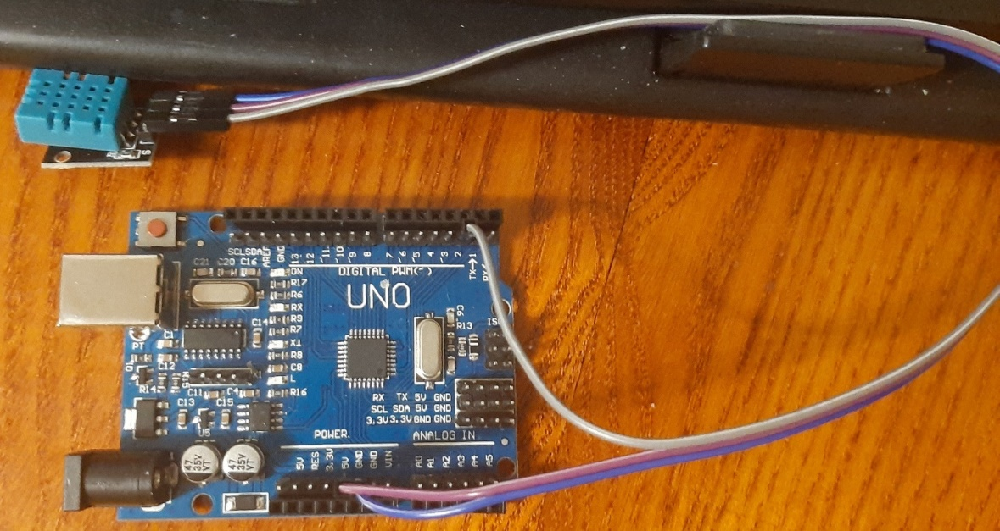 S
SCL SDA AREF GND 13 12 ~11 ~10 ~9 8 7 ~6 ~5 4 ~3 2 TX→1
C21 C20 C16
ON
DIGITAL PWM(~)
R17
UNO
R6
RX
R9
C14
R7
C6
R13
C1
TX
PT
R8
C12
C8
L
R14
C11
C4
R16
C13
C15
U5
RX TX 5V GND
SCL SDA 5V GND
3.3V 3.3V GND GND
POWER.
ANALOG IN
5V RES 3.3V 5V GND GND VIN A0 A1 A2 A3 A4 A5
47 35V VT
47 35V VT